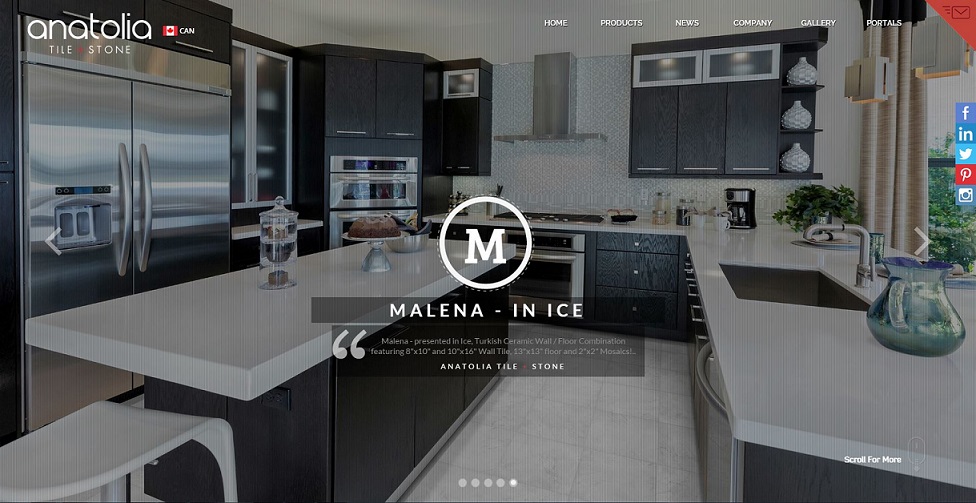 anatolia
TILE + STONE
CAN
HOME PRODUCTS NEWS COMPANY GALLERY PORTALS
M
MALENA - IN ICE
Malena - presented in Ice, Turkish Ceramic Wall / Floor Combination
featuring 8"x10" and 10"x16" Wall Tile, 13"x13" floor and 2"x2" Mosaics!..
ANATOLIA TILE + STONE
Scroll For More